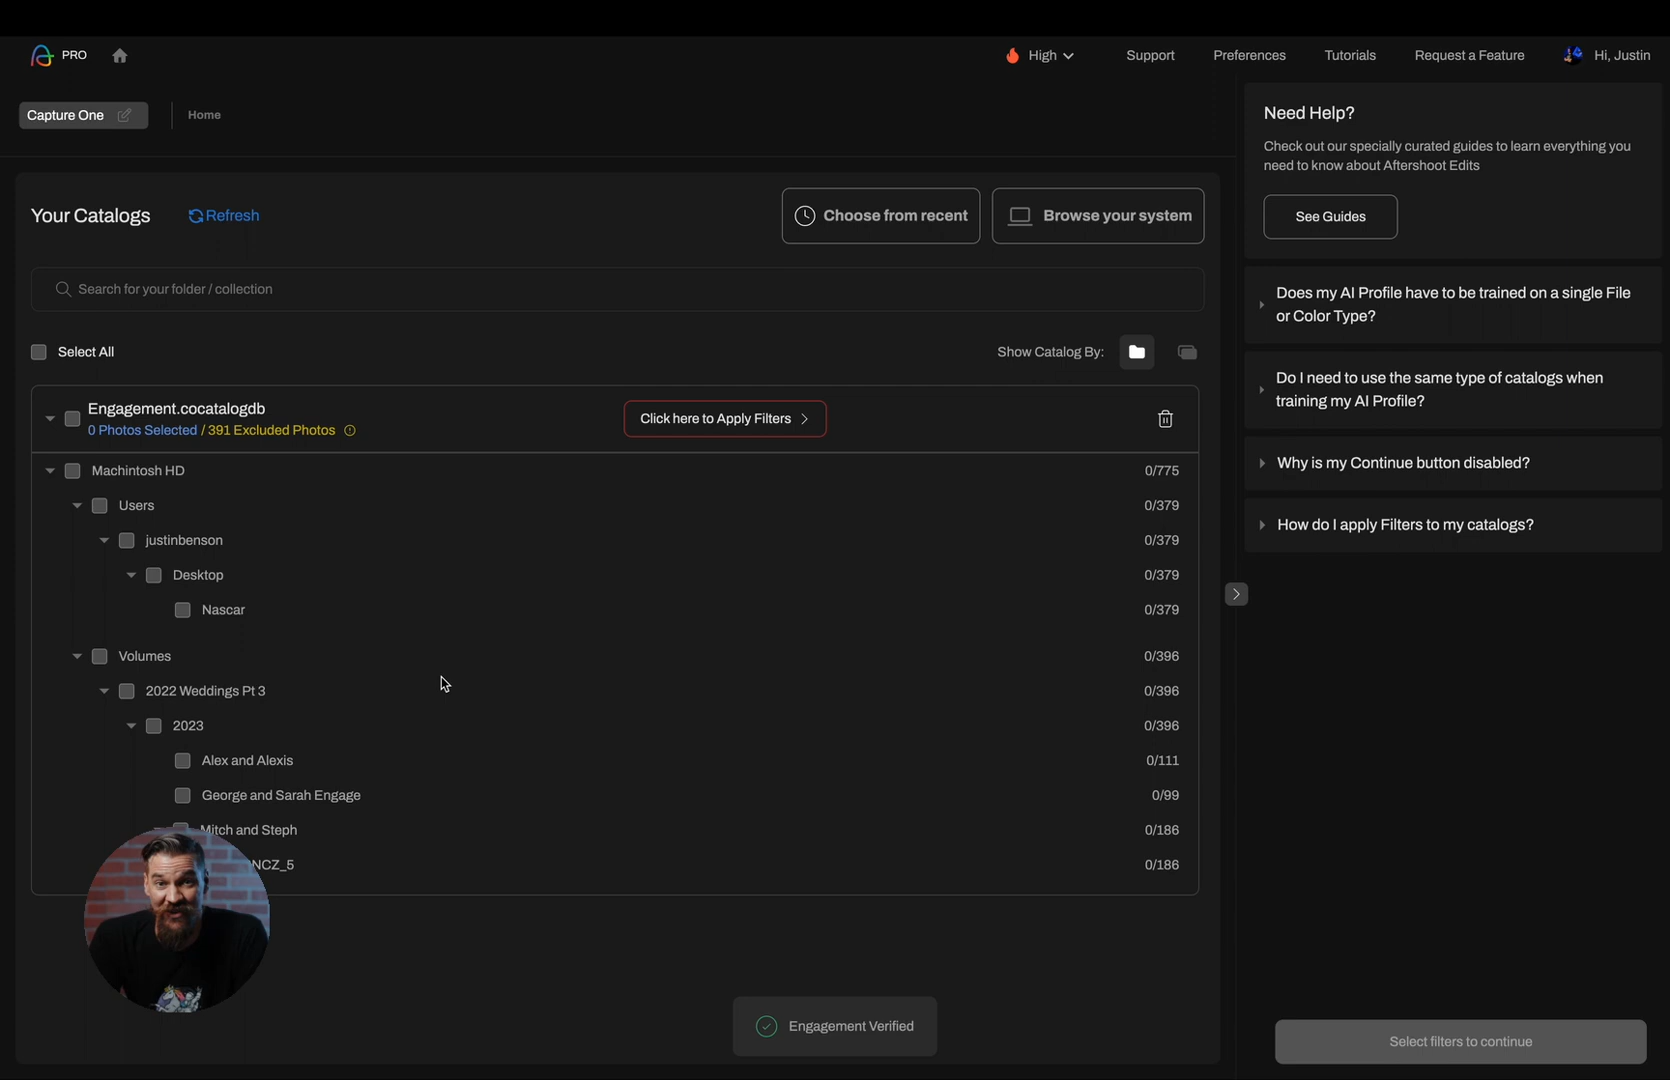 PRO
High
Support
Preferences
Tutorials
Request a Feature
Hi, Justin
Capture One
Home
Your Catalogs
Refresh
Choose from recent
Browse your system
Search for your folder / collection
Select All
Show Catalog By:
Engagement.cocatalogdb
0 Photos Selected / 391 Excluded Photos
Click here to Apply Filters
Machintosh HD 0/775
Users 0/379
justinbenson 0/379
Desktop 0/379
Nascar 0/379
Volumes 0/396
2022 Weddings Pt 3 0/396
2023 0/396
Alex and Alexis 0/111
George and Sarah Engage 0/99
Mitch and Steph 0/186
NCZ_5 0/186
Engagement Verified
Need Help?
Check out our specially curated guides to learn everything you
need to know about Aftershoot Edits
See Guides
Does my AI Profile have to be trained on a single File
or Color Type?
Do I need to use the same type of catalogs when
training my AI Profile?
Why is my Continue button disabled?
How do I apply Filters to my catalogs?
Select filters to continue